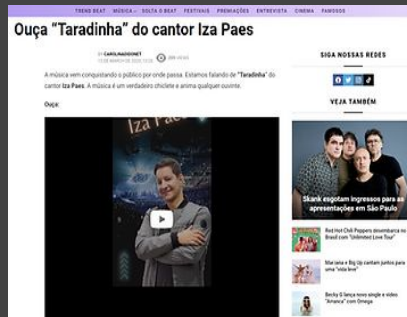 TREND BEAT MÚSICA SOLTA O BEAT FESTIVAIS PREMIAÇÕES ENTREVISTA CINEMA FAMOSOS
Ouça “Taradinha” do cantor Iza Paes
BY CAROLINADIDONET
SIGA NOSSAS REDES
A música vem conquistando o público por onde passa. Estamos falando de “Taradinha” do
cantor Iza Paes. A música é um verdadeiro chiclete e anima qualquer ouvinte.
VEJA TAMBÉM
Ouça:
Iza Pae
Skank esgotam ingressos para as
apresentações em São Paulo
Red Hot Chili Peppers desembarca no
Brasil com “Unlimited Love Tour”
Mariana e Big Up cantam juntos para
uma “vida leve”
Becky G lança novo single e vídeo
“Amanca” com Omega